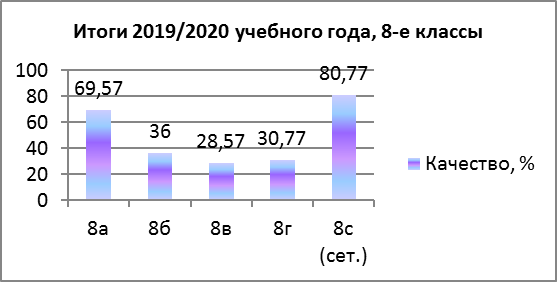 Итоги 2019/2020 учебного года, 8-е классы
100
80
60
40
20
0
69,57
36
28,57
30,77
80,77
8а
8б
8в
8г
8с
(сет.)
Качество, %